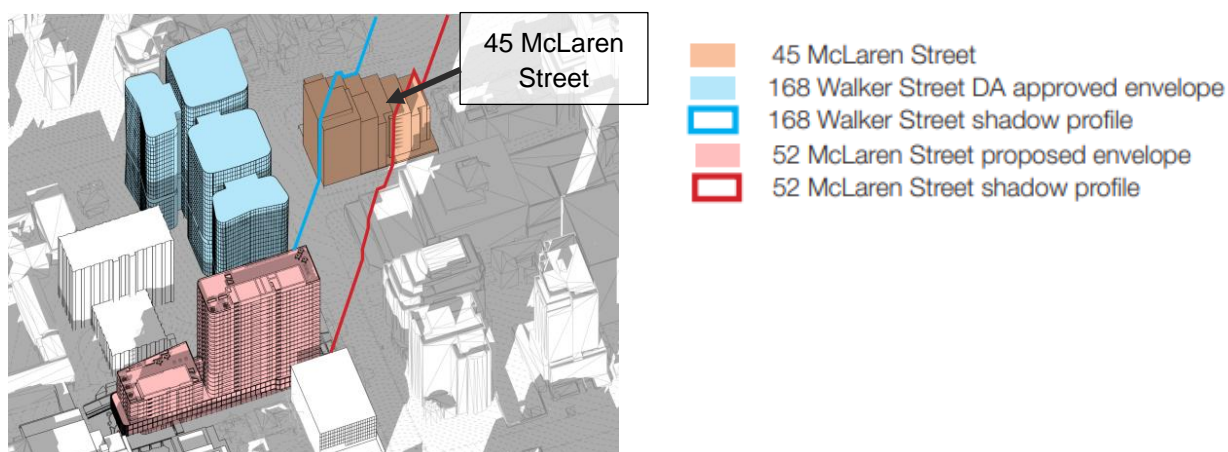 45 McLaren
Street
45 McLaren Street
168 Walker Street DA approved envelope
168 Walker Street shadow profile
52 McLaren Street proposed envelope
52 McLaren Street shadow profile